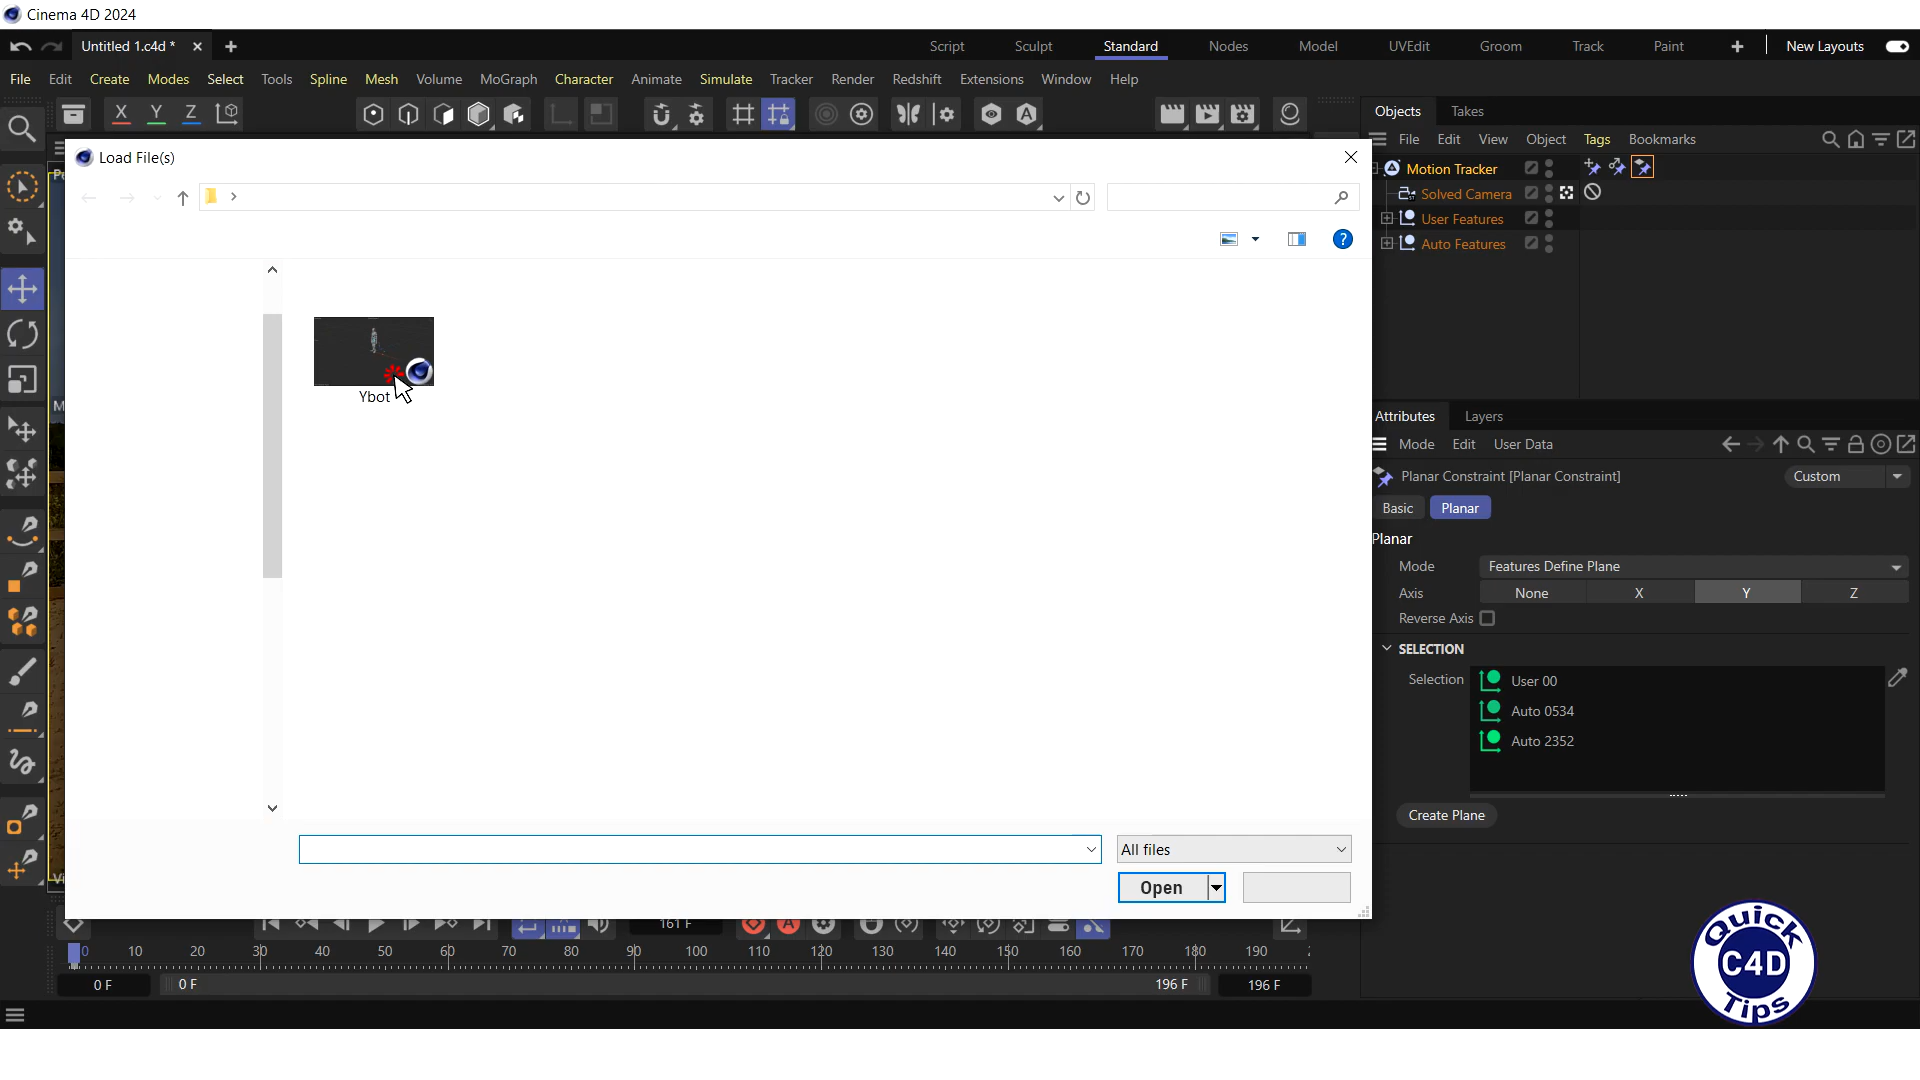 Cinema 4D 2024
Untitled 1.c4d *
Script Sculpt Standard Nodes Model UVEdit Groom Track Paint New Layouts
File Edit Create Modes Select Tools Spline Mesh Volume MoGraph Character Animate Simulate Tracker Render Redshift Extensions Window Help
X Y Z
Objects Takes
File Edit View Object Tags Bookmarks
Load File(s)
Motion Tracker
Solved Camera
User Features
Auto Features
Ybot
Attributes Layers
Mode Edit User Data
Planar Constraint [Planar Constraint]
Custom
Basic Planar
Planar
Mode Features Define Plane
Axis None X Y Z
Reverse Axis
SELECTION
Selection User 00
Auto 0534
Auto 2352
Create Plane
All files
Open
161 F
0 10 20 30 40 50 60 70 80 90 100 110 120 130 140 150 160 170 180 190
0 F 0 F 196 F 196 F
Quick
C4D
Tips